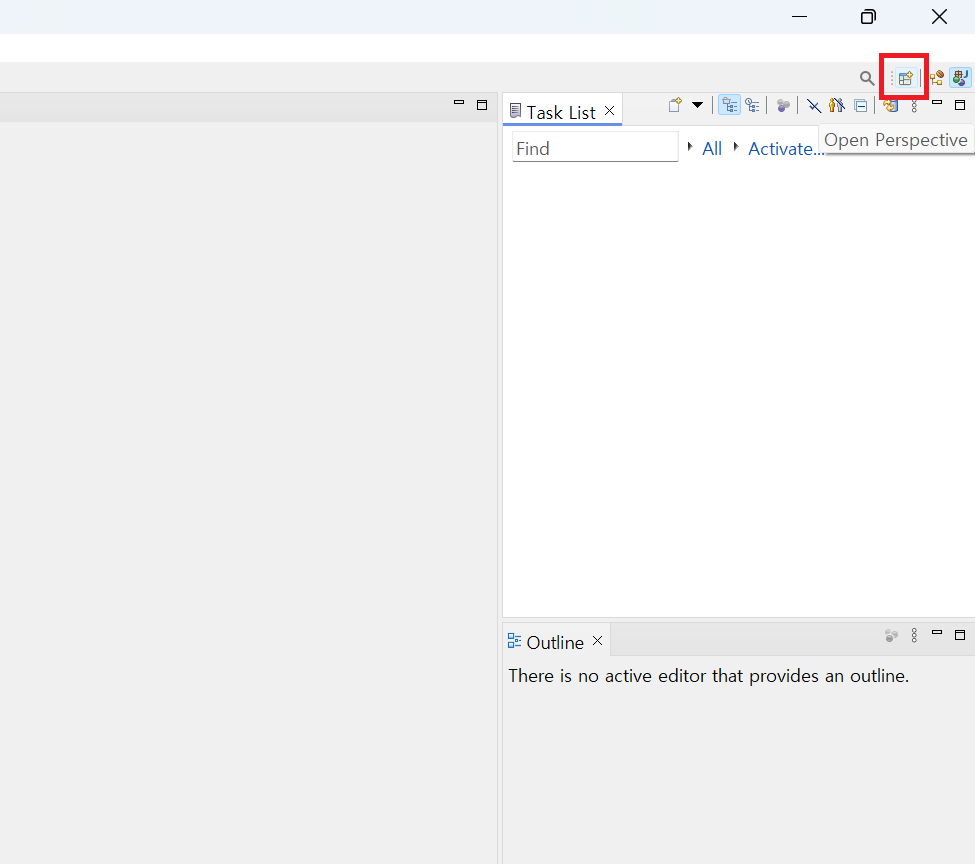 Task List
Find
All
Activate...
Open Perspective
Outline
There is no active editor that provides an outline.